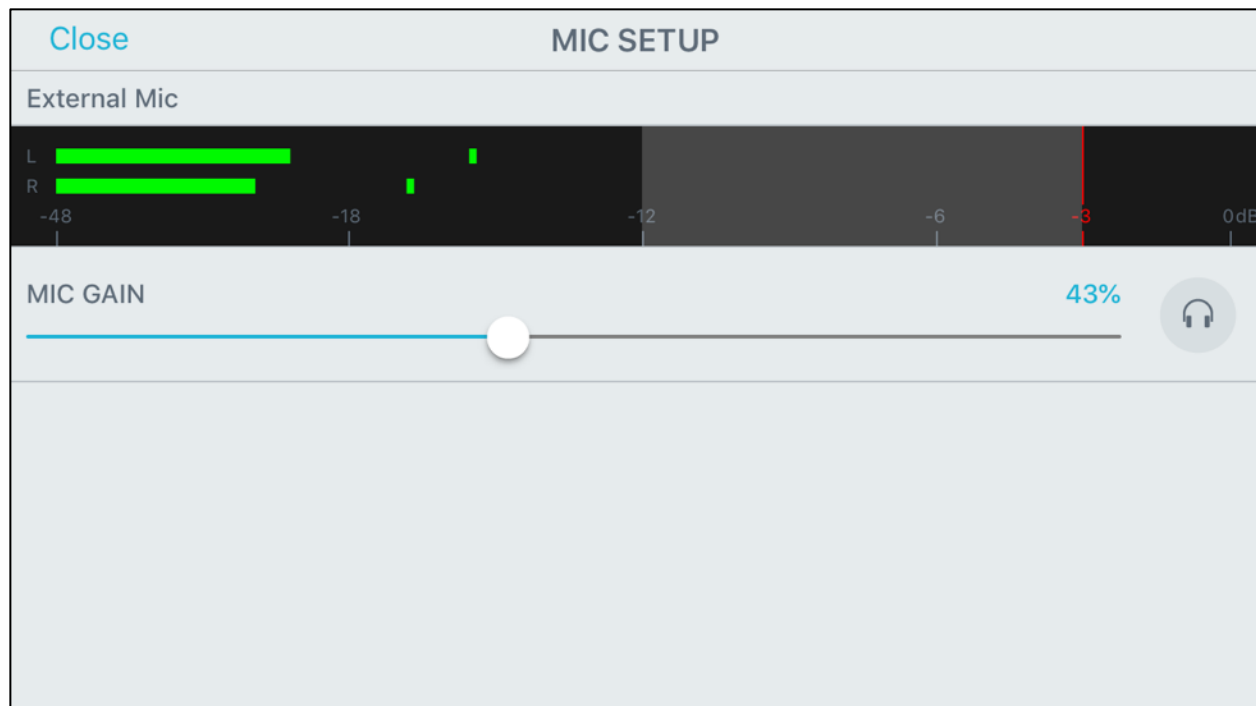 Close MIC SETUP
External Mic
L
R
-48 -18 -12 -6 -3 0dB
MIC GAIN 43%